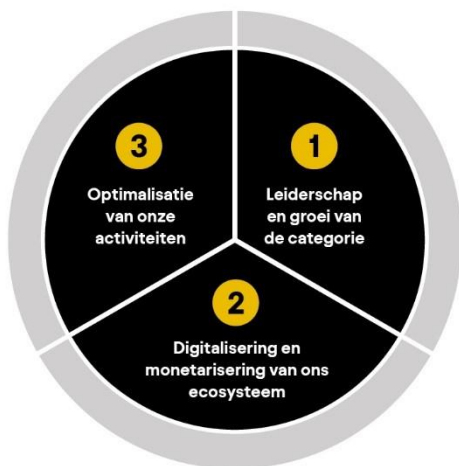 1
Leiderschap
en groei van
de categorie
2
Digitalisering en
monetarisering van ons
ecosysteem
3
Optimalisatie
van onze
activiteiten